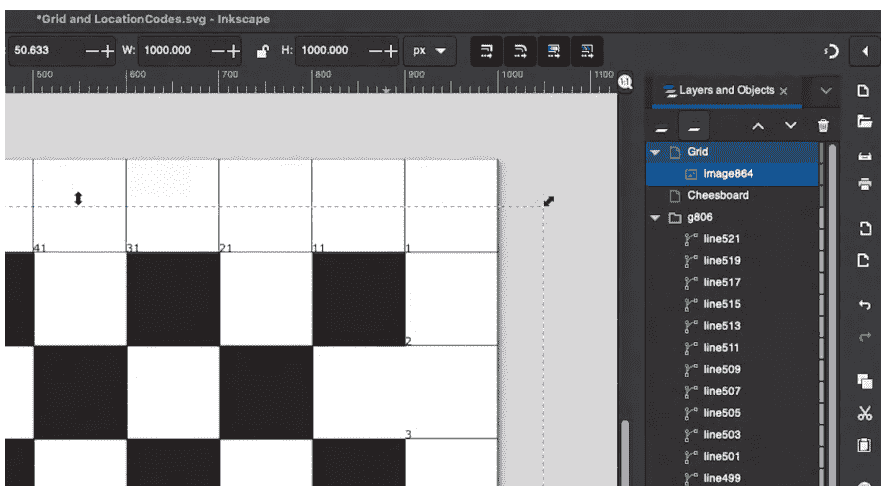 *Grid and LocationCodes.svg - Inkscape
50.633 W: 1000.000 H: 1000.000 px
500 600 700 800 900 1000 1100 1:1
Layers and Objects
Grid
Image864
Cheesboard
g806
line521
line519
line517
line515
line513
line511
line509
line507
line505
line503
line501
line499
41 31 21 11 1
2
3